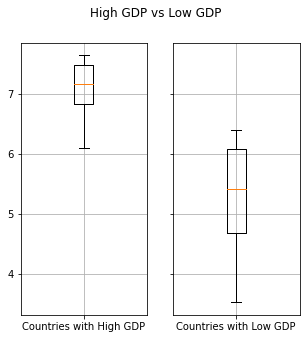 High GDP vs Low GDP
7
6
5
4
Countries with High GDP
Countries with Low GDP